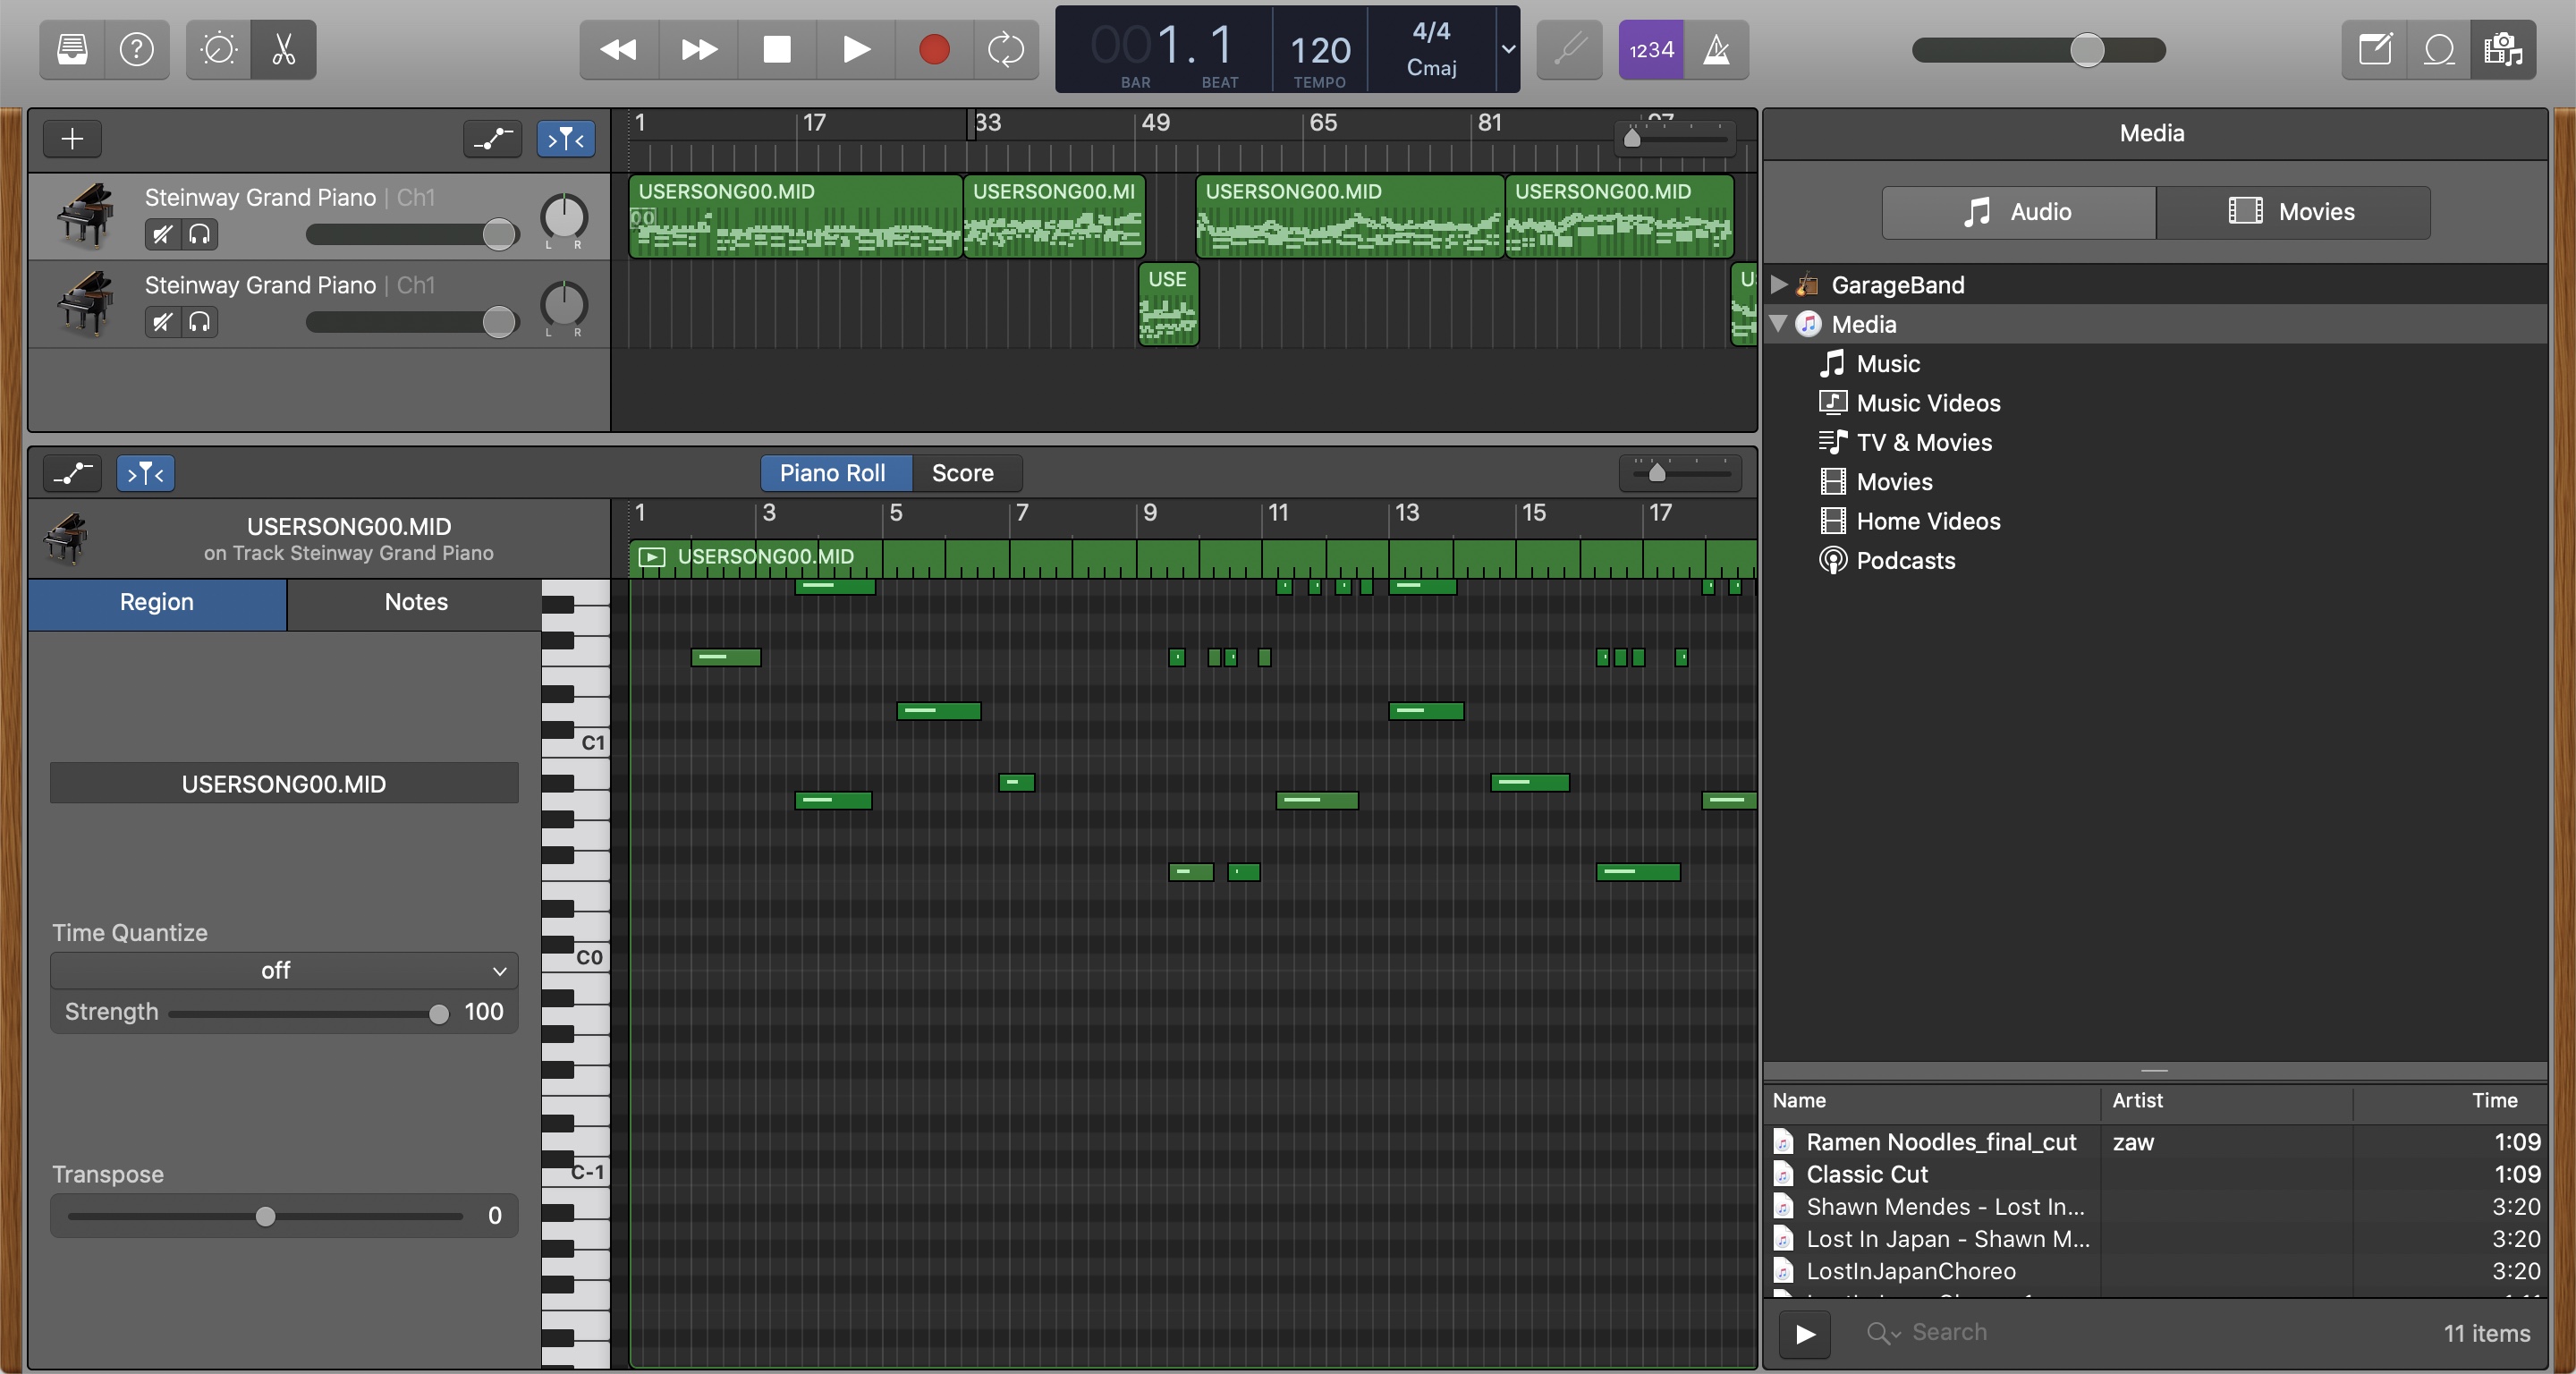 001. 1
BAR BEAT
120
TEMPO
4/4
Cmaj
1234
1 17 33 49 65 81 97
Steinway Grand Piano | Ch1
L R
USERSONG00.MID
USERSONG00.MI
USERSONG00.MID
USERSONG00.MID
Steinway Grand Piano | Ch1
L R
USE
Piano Roll Score
USERSONG00.MID
on Track Steinway Grand Piano
1 3 5 7 9 11 13 15 17
USERSONG00.MID
Region Notes
USERSONG00.MID
Time Quantize
off
Strength 100
Transpose
0
C1
C0
C-1
Media
Audio Movies
GarageBand
Media
Music
Music Videos
TV & Movies
Movies
Home Videos
Podcasts
Name Artist Time
Ramen Noodles_final_cut zaw 1:09
Classic Cut 1:09
Shawn Mendes - Lost In... 3:20
Lost In Japan - Shawn M... 3:20
LostInJapanChoreo 3:20
Search
11 items